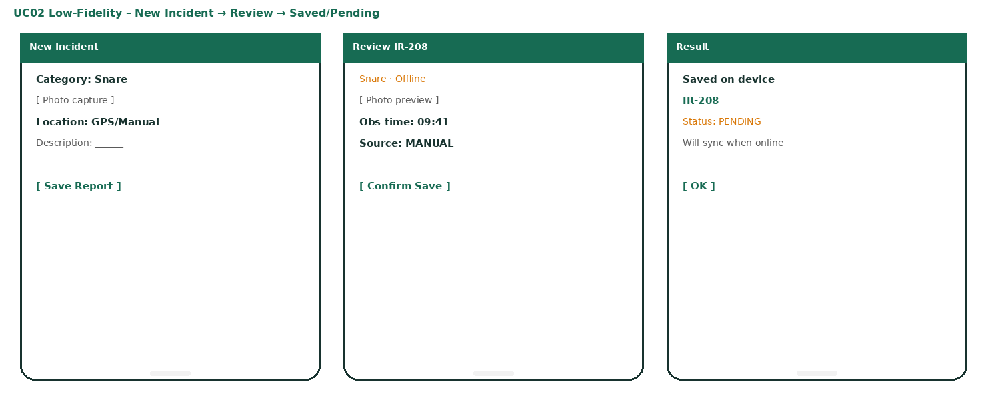 UC02 Low-Fidelity – New Incident → Review → Saved/Pending
New Incident
Category: Snare
[ Photo capture ]
Location: GPS/Manual
Description: ______
[ Save Report ]
Review IR-208
Snare · Offline
[ Photo preview ]
Obs time: 09:41
Source: MANUAL
[ Confirm Save ]
Result
Saved on device
IR-208
Status: PENDING
Will sync when online
[ OK ]